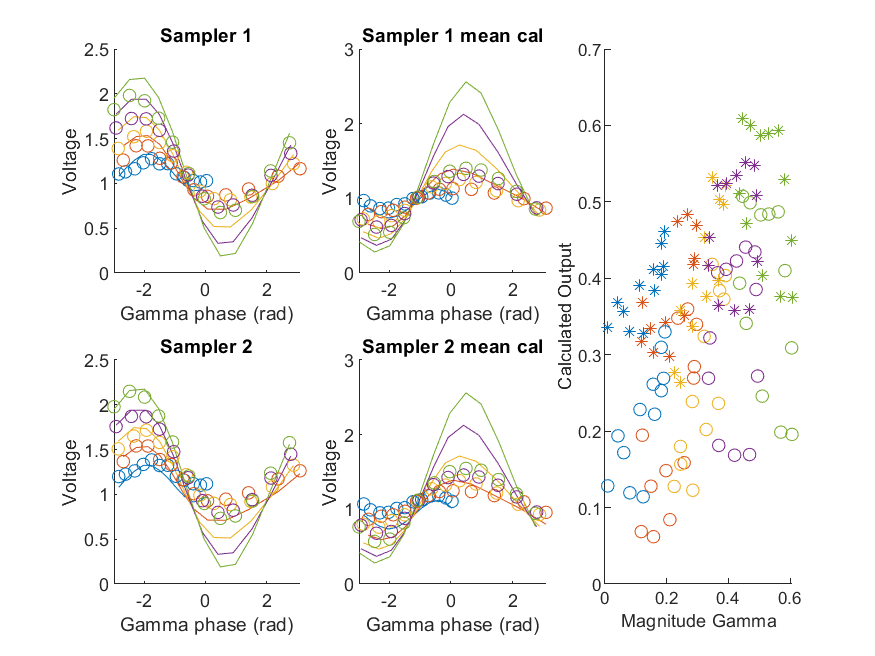 Sampler 1
2.5
2
1.5
1
0.5
0
Voltage
-2 0 2
Gamma phase (rad)
Sampler 1 mean cal
3
2
1
0
Voltage
-2 0 2
Gamma phase (rad)
Sampler 2
2.5
2
1.5
1
0.5
0
Voltage
-2 0 2
Gamma phase (rad)
Sampler 2 mean cal
3
2
1
0
Voltage
-2 0 2
Gamma phase (rad)
0.7
0.6
0.5
0.4
0.3
0.2
0.1
0
Calculated Output
0 0.2 0.4 0.6
Magnitude Gamma